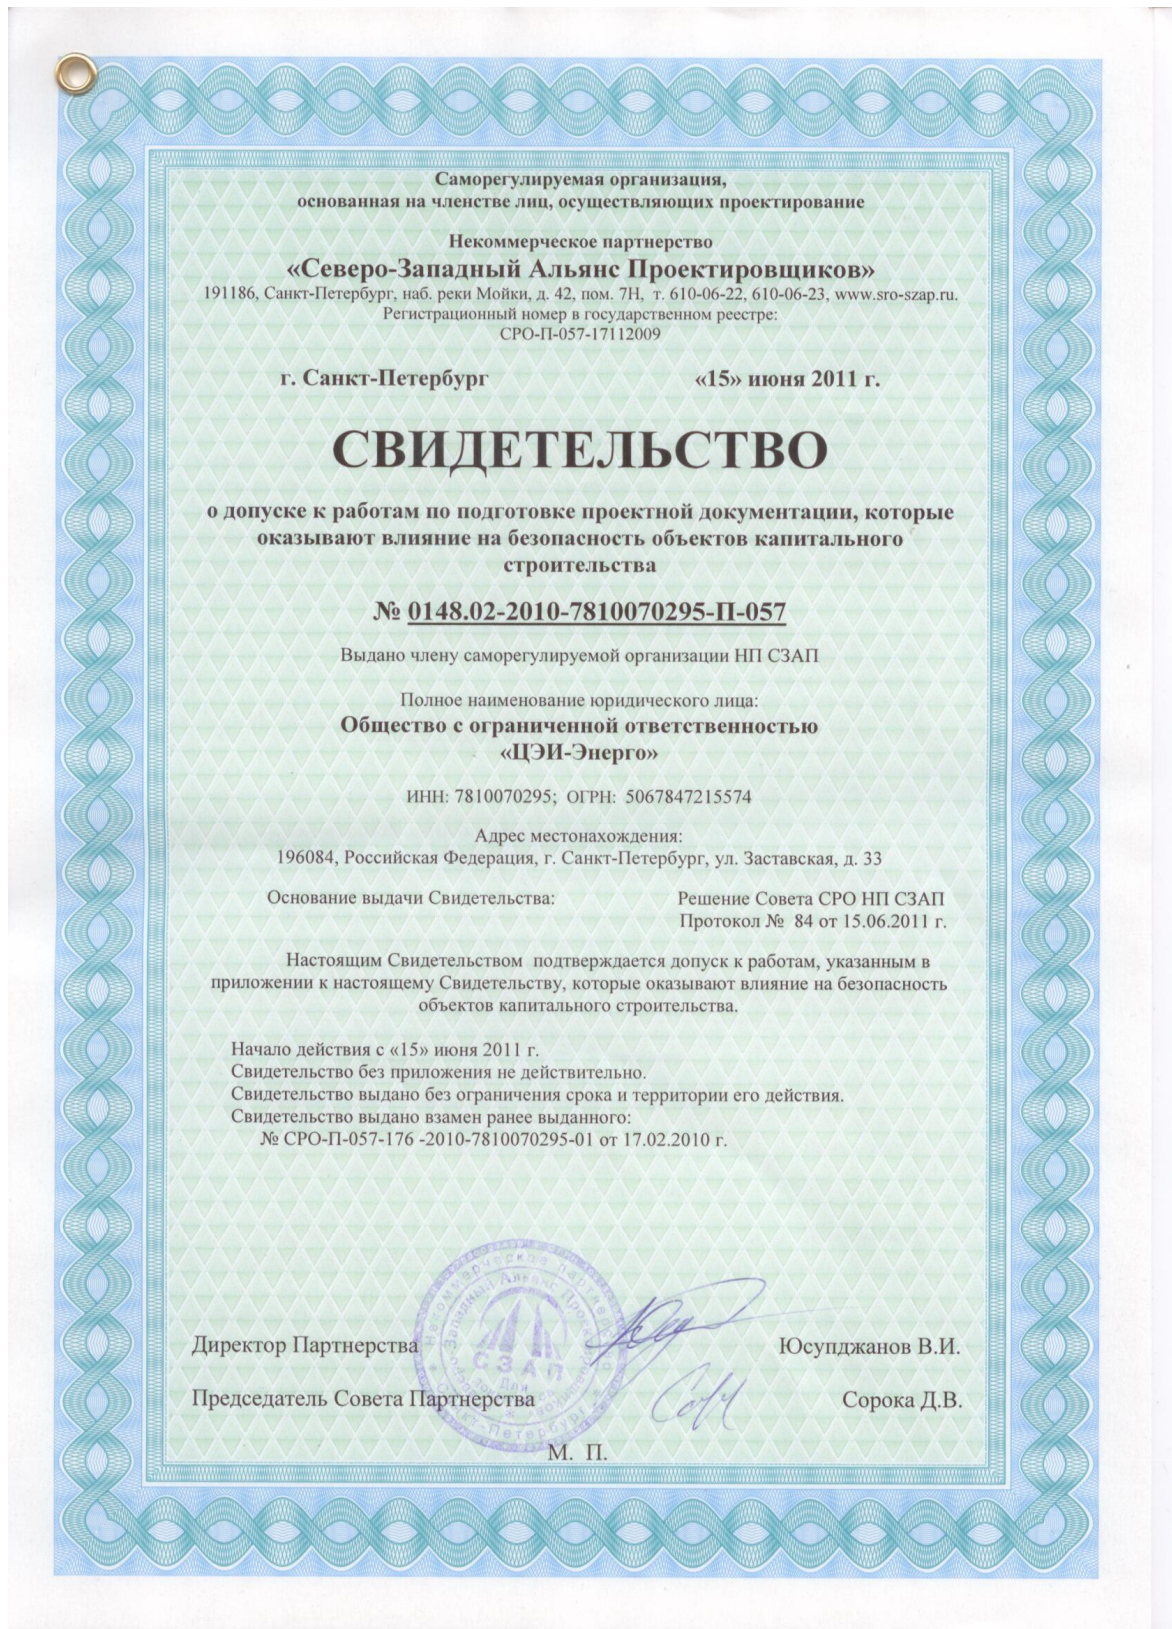 Саморегулируемая организация,
основанная на членстве лиц, осуществляющих проектирование
Некоммерческое партнерство
«Северо-Западный Альянс Проектировщиков»
191186, Санкт-Петербург, наб. реки Мойки, д. 42, пом. 7Н, т. 610-06-22, 610-06-23, www.sro-szap.ru.
Регистрационный номер в государственном реестре:
СРО-П-057-17112009
г. Санкт-Петербург «15» июня 2011 г.
СВИДЕТЕЛЬСТВО
о допуске к работам по подготовке проектной документации, которые
оказывают влияние на безопасность объектов капитального
строительства
№ 0148.02-2010-7810070295-П-057
Выдано члену саморегулируемой организации НП СЗАП
Полное наименование юридического лица:
Общество с ограниченной ответственностью
«ЦЭИ-Энерго»
ИНН: 7810070295; ОГРН: 5067847215574
Адрес местонахождения:
196084, Российская Федерация, г. Санкт-Петербург, ул. Заставская, д. 33
Основание выдачи Свидетельства: Решение Совета СРО НП СЗАП
Протокол № 84 от 15.06.2011 г.
Настоящим Свидетельством подтверждается допуск к работам, указанным в
приложении к настоящему Свидетельству, которые оказывают влияние на безопасность
объектов капитального строительства.
Начало действия с «15» июня 2011 г.
Свидетельство без приложения не действительно.
Свидетельство выдано без ограничения срока и территории его действия.
Свидетельство выдано взамен ранее выданного:
№ СРО-П-057-176 -2010-7810070295-01 от 17.02.2010 г.
Директор Партнерства Юсупджанов В.И.
СЗАП
Председатель Совета Партнерства Сорока Д.В.
М. П.